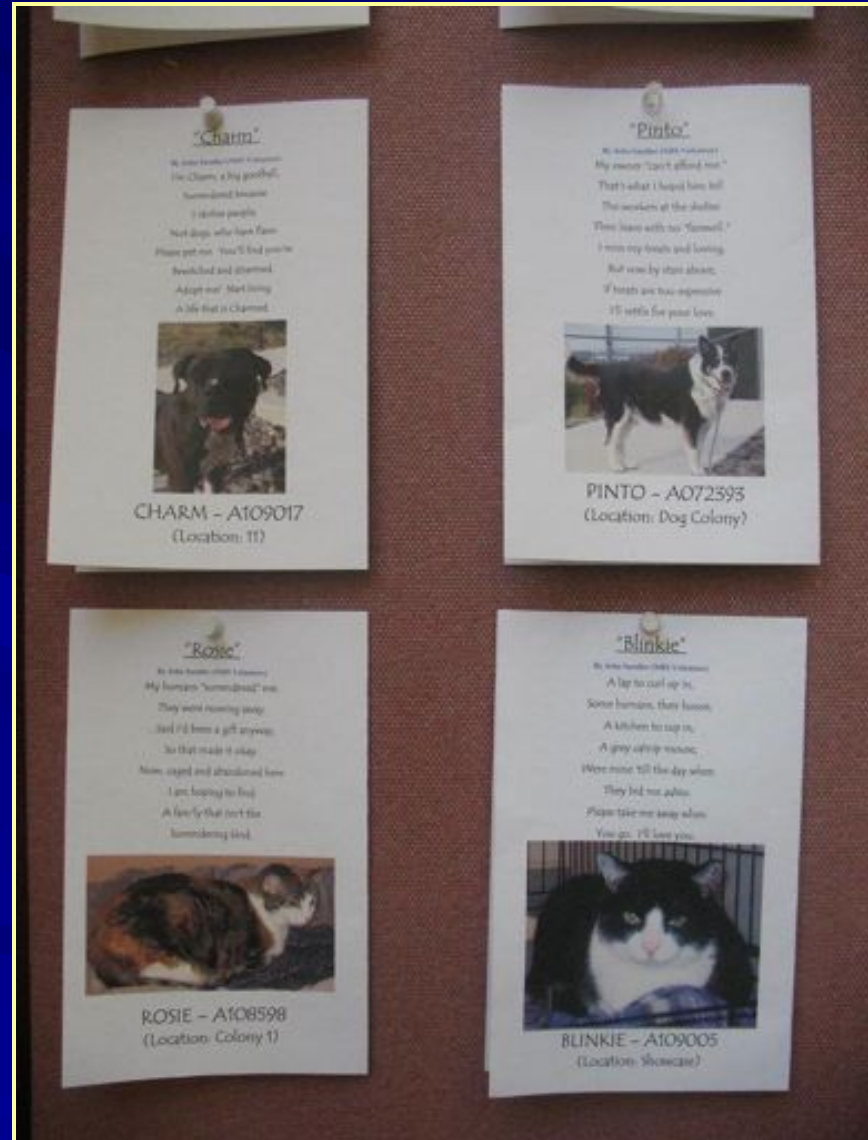 "Charm"
I'm Charm, a big goofball,
Surrendered because
I dislike people
Not dogs, who have fleas.
Please pet me. You'll find you're
Bewitched and disarmed.
Adopt me! Start living
A life that is Charmed.
CHARM - A109017
(Location: 11)
"Pinto"
My owner "can't afford me."
That's what I heard him tell
The workers at the shelter
Then leave with no "farewell."
I miss my treats and loving
But now by stars above,
If treats are too expensive
I'll settle for your love.
PINTO - A072393
(Location: Dog Colony)
"Rosie"
My humans "surrendered" me.
They were moving away.
...And I'd been a gift anyway,
So that made it okay.
Now, caged and abandoned here
I am hoping to find
A family that isn't the
Surrendering kind.
ROSIE - A108598
(Location: Colony 1)
"Blinkie"
A lap to curl up in,
Some humans, their house,
A kitchen to sup in,
A grey catnip mouse,
Were mine 'till the day when
They bid me adieu.
Please take me away when
You go. I'll love you.
BLINKIE - A109005
(Location: Showcase)